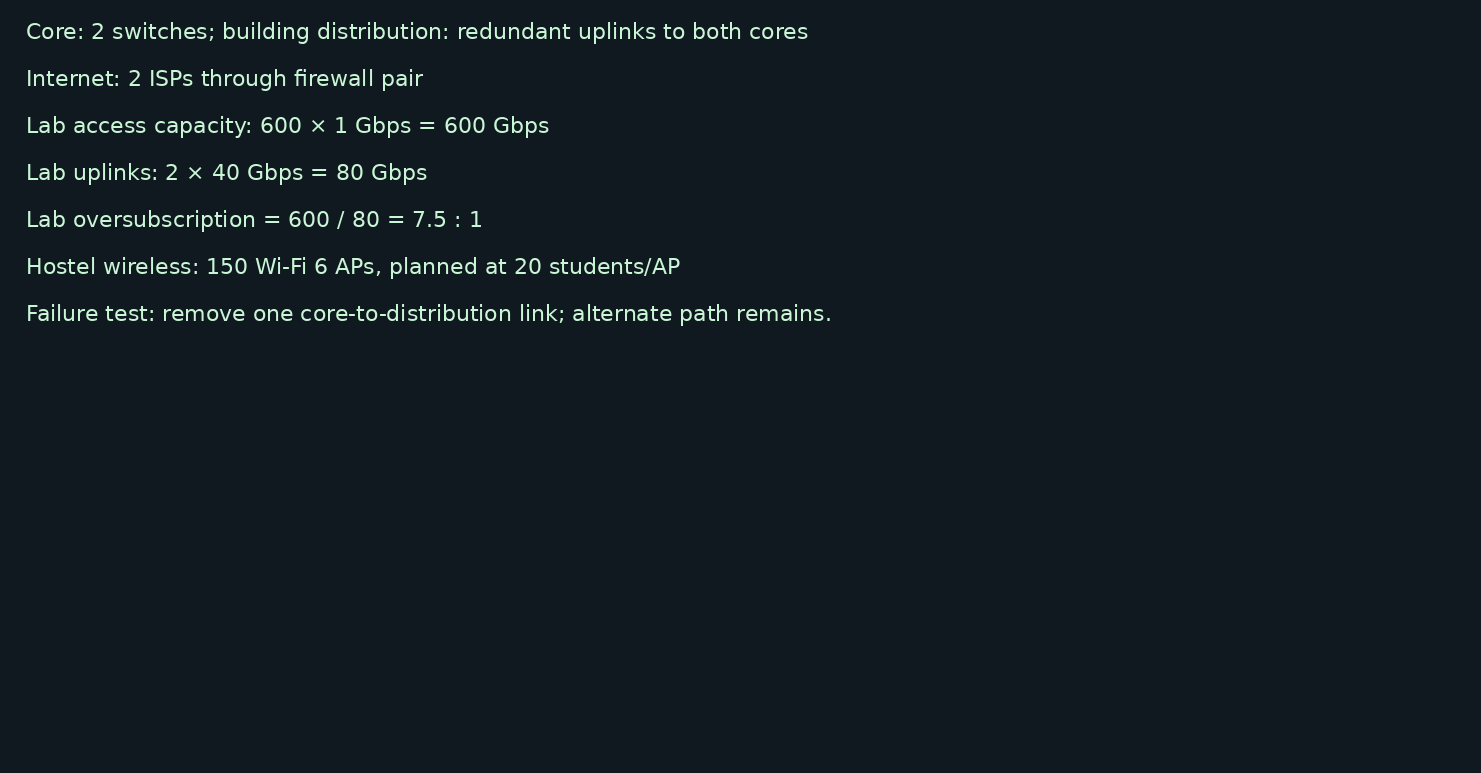 Core: 2 switches; building distribution: redundant uplinks to both cores
Internet: 2 ISPs through firewall pair
Lab access capacity: 600 × 1 Gbps = 600 Gbps
Lab uplinks: 2 × 40 Gbps = 80 Gbps
Lab oversubscription = 600 / 80 = 7.5 : 1
Hostel wireless: 150 Wi-Fi 6 APs, planned at 20 students/AP
Failure test: remove one core-to-distribution link; alternate path remains.